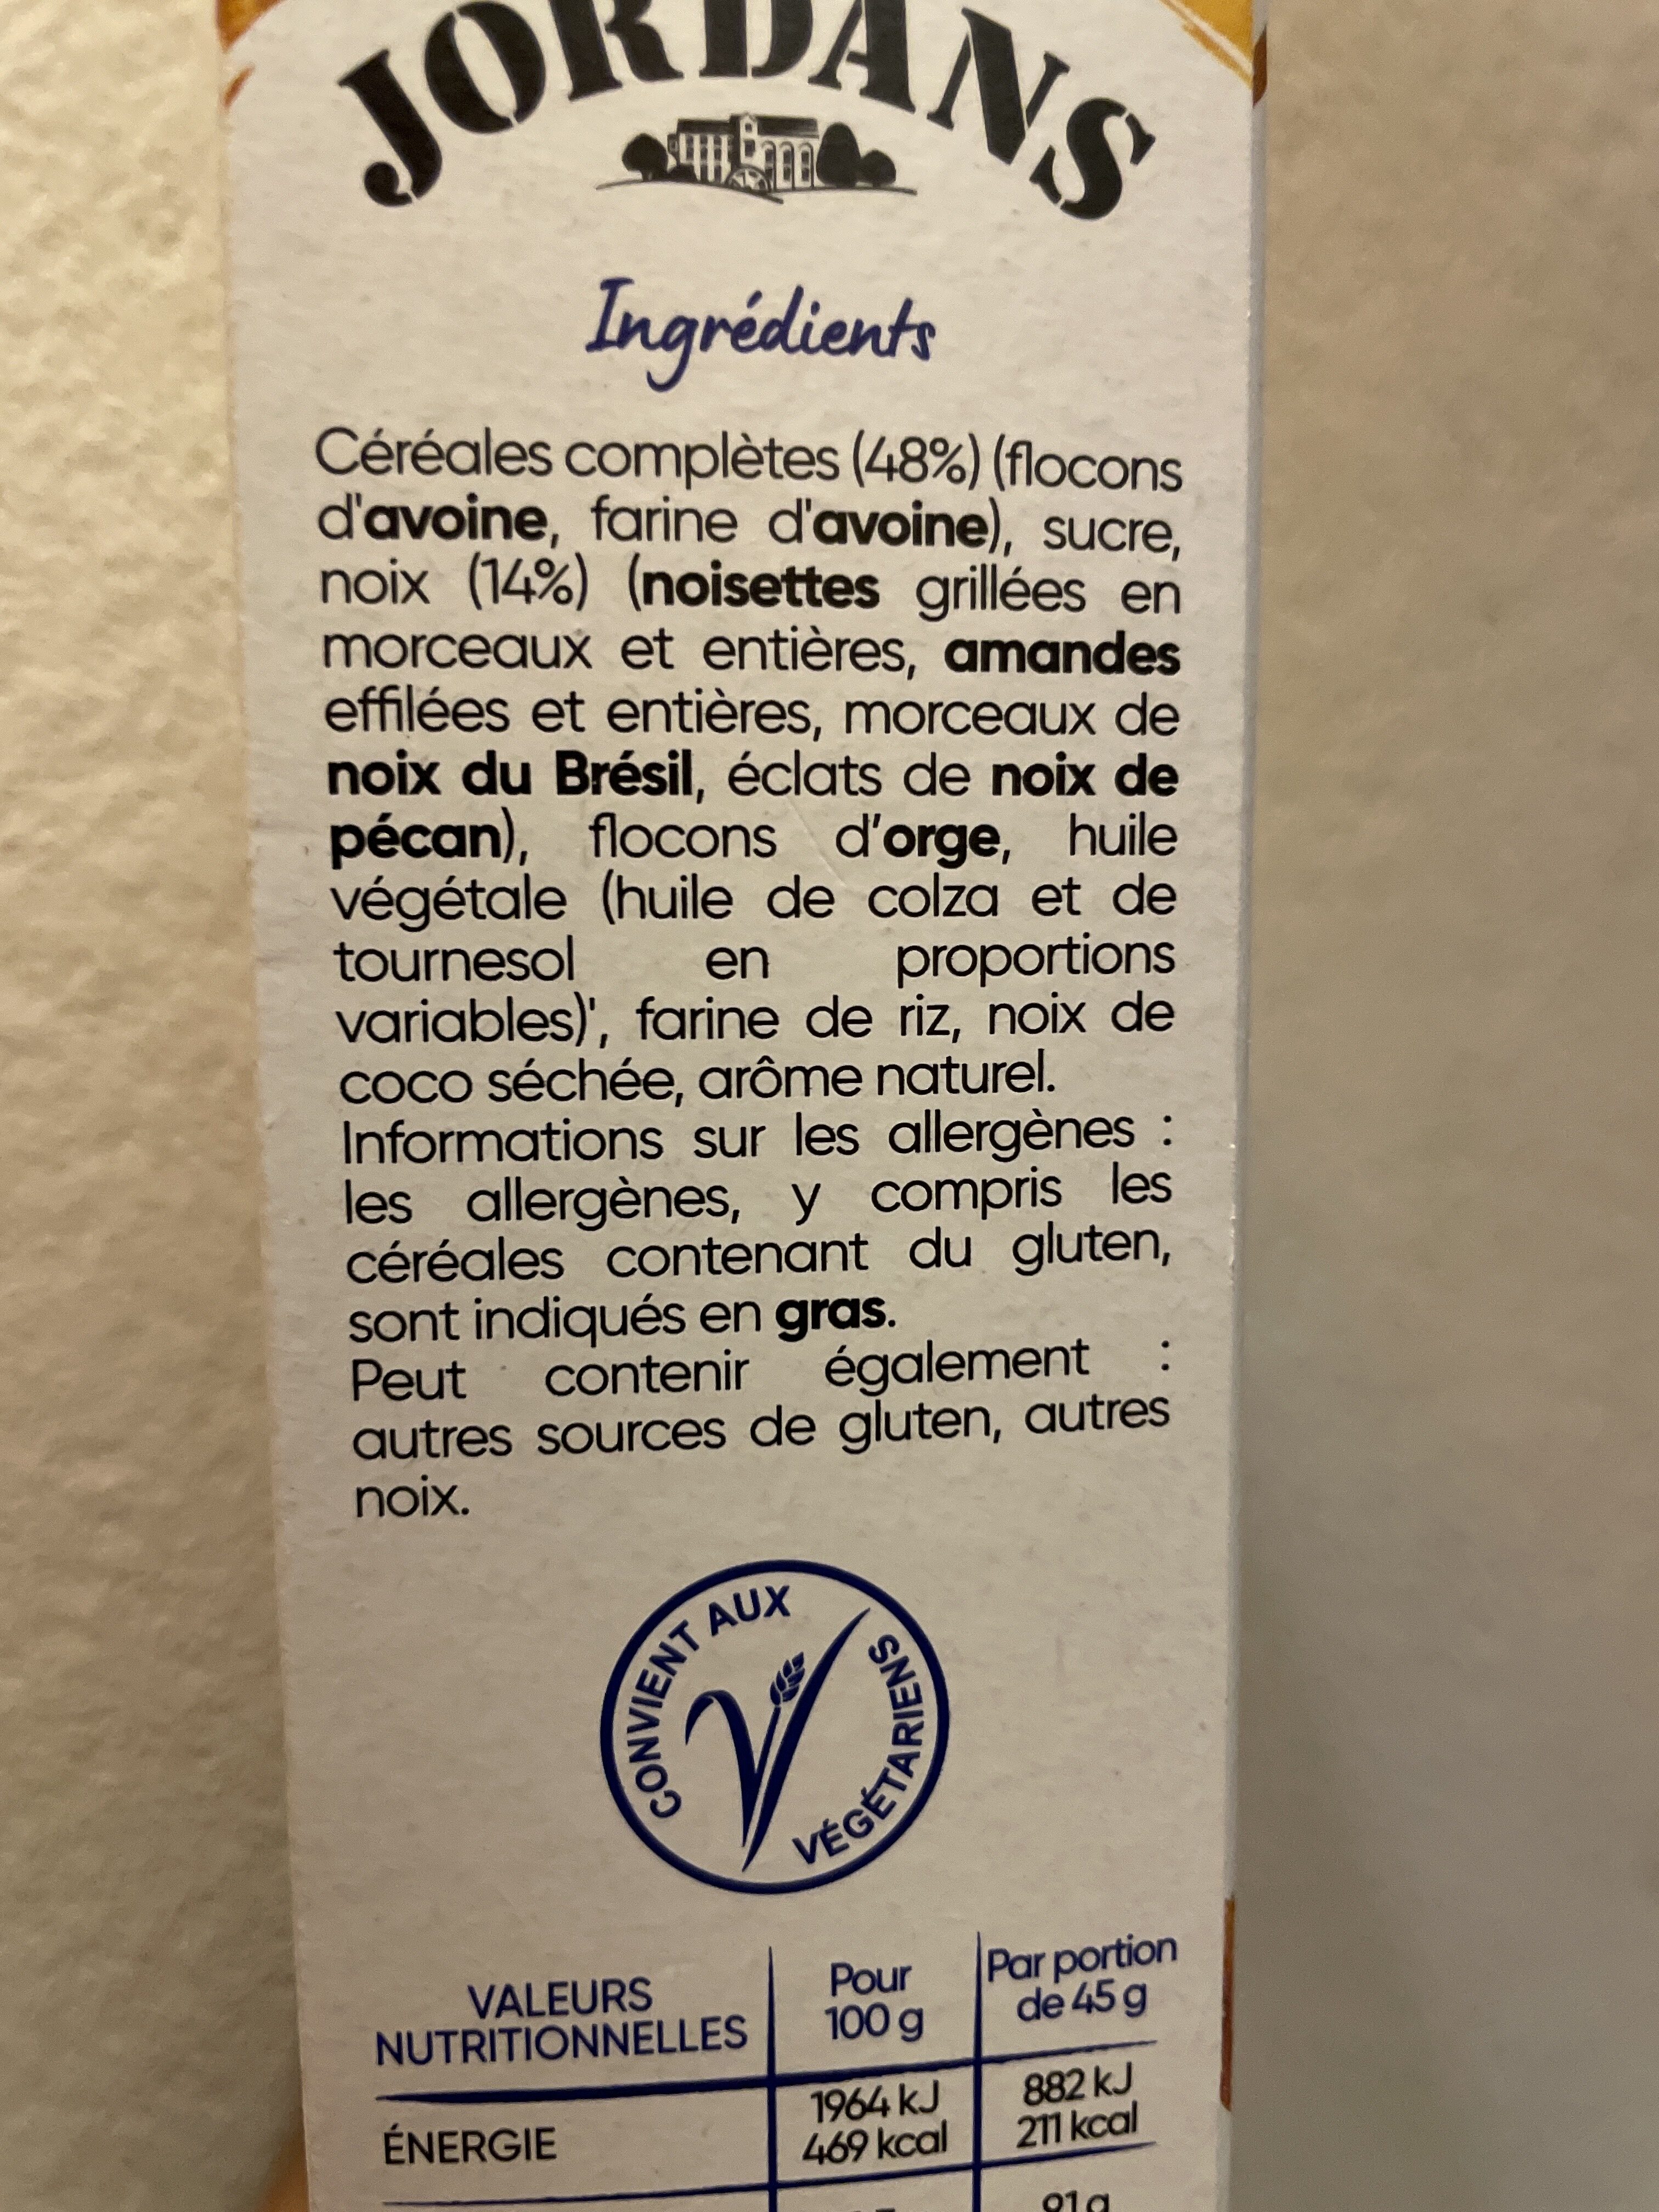 JORDANS
Ingrédients
Céréales complètes (48%) (flocons
d'avoine, farine d'avoine), sucre,
noix (14%) (noisettes grillées en
morceaux et entières, amandes
effilées et entières, morceaux de
noix du Brésil, éclats de noix de
pécan), flocons d'orge, huile
végétale (huile de colza et de
tournesol en proportions
variables)', farine de riz, noix de
coco séchée, arôme naturel.
Informations sur les allergènes :
les allergènes, y compris les
céréales contenant du gluten,
sont indiqués en gras.
Peut contenir également :
autres sources de gluten, autres
noix.
CONVIENT AUX VÉGÉTARIENS
VALEURS NUTRITIONNELLES
Pour 100 g
Par portion de 45 g
ÉNERGIE
1964 kJ 882 kJ
469 kcal 211 kcal